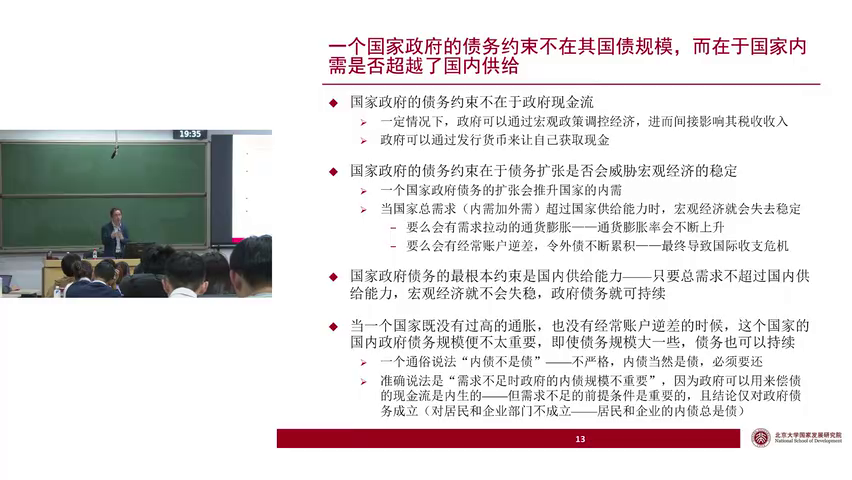 19:35
一个国家政府的债务约束不在其国债规模，而在于国家内
需是否超越了国内供给
国家政府的债务约束不在于政府现金流
一定情况下，政府可以通过宏观政策调控经济，进而间接影响其税收收入
政府可以通过发行货币来让自己获取现金
国家政府的债务约束在于债务扩张是否会威胁宏观经济的稳定
一个国家政府债务的扩张会推升国家的内需
当国家总需求（内需加外需）超过国家供给能力时，宏观经济就会失去稳定
– 要么会有需求拉动的通货膨胀——通货膨胀率会不断上升
– 要么会有经常账户逆差，令外债不断累积——最终导致国际收支危机
国家政府债务的最根本约束是国内供给能力——只要总需求不超过国内供
给能力，宏观经济就不会失稳，政府债务就可持续
当一个国家既没有过高的通胀，也没有经常账户逆差的时候，这个国家的
国内政府债务规模便不太重要，即使债务规模大一些，债务也可以持续
一个通俗说法“内债不是债”——不严格，内债当然是债，必须要还
准确说法是“需求不足时政府的内债规模不重要”，因为政府可以用来偿债
的现金流是内生的——但需求不足的前提条件是重要的，且结论仅对政府债
务成立（对居民和企业部门不成立——居民和企业的内债总是债）
13
北京大学国家发展研究院
National School of Development